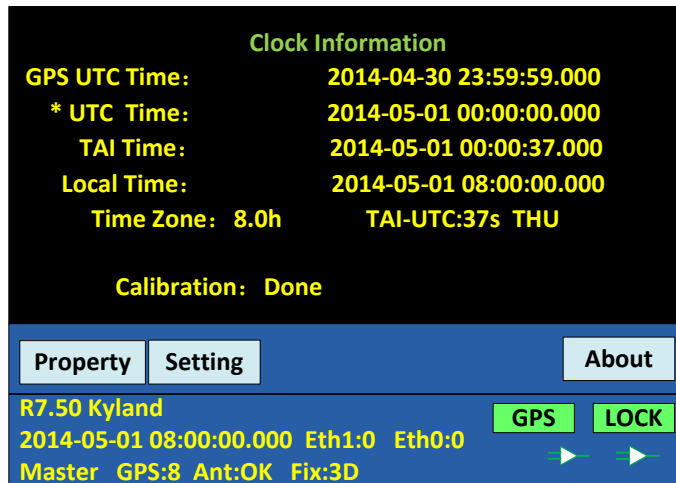 Clock Information
GPS UTC Time： 2014-04-30 23:59:59.000
* UTC Time： 2014-05-01 00:00:00.000
TAI Time： 2014-05-01 00:00:37.000
Local Time： 2014-05-01 08:00:00.000
Time Zone： 8.0h TAI-UTC:37s THU
Calibration： Done
Property Setting About
R7.50 Kyland GPS LOCK
2014-05-01 08:00:00.000 Eth1:0 Eth0:0
Master GPS:8 Ant:OK Fix:3D